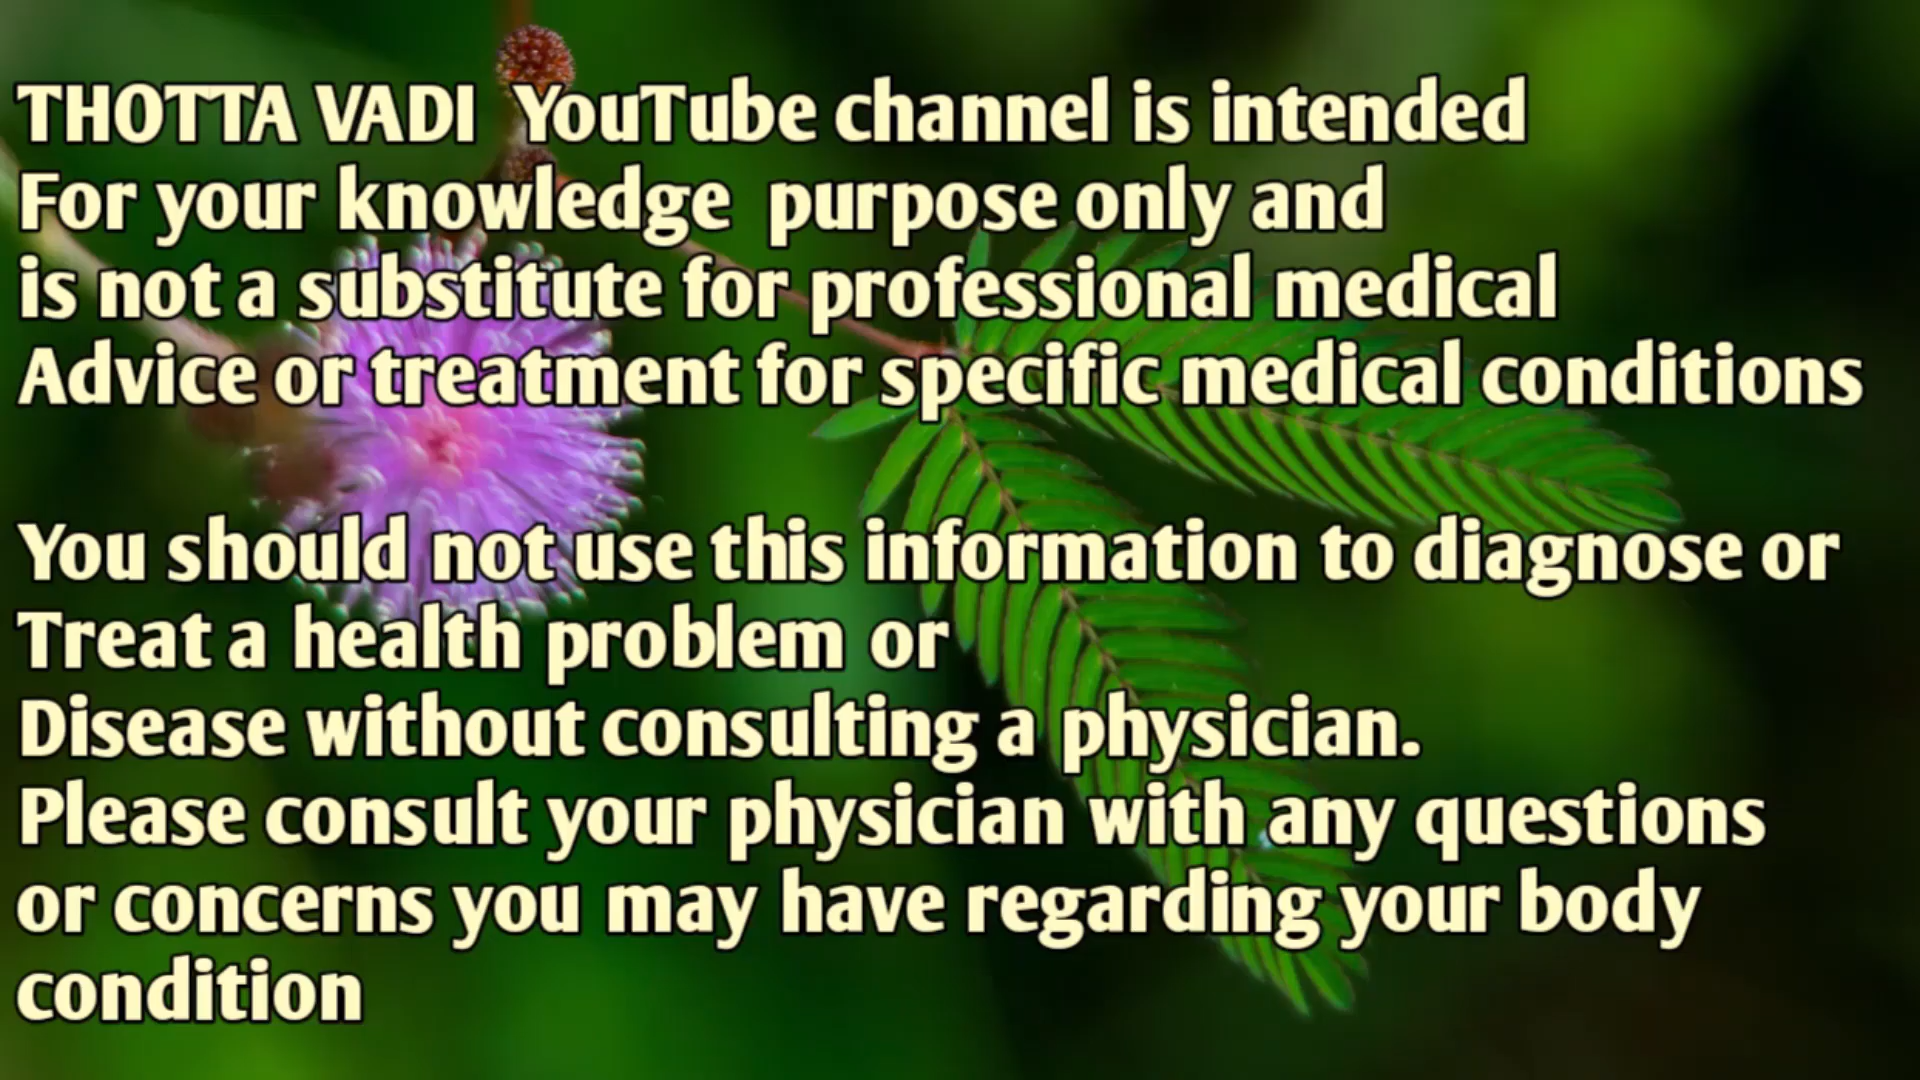 THOTTA VADI  YouTube channel is intended
For your knowledge  purpose only and
is not a substitute for professional medical
Advice or treatment for specific medical conditions
You should not use this information to diagnose or
Treat a health problem or
Disease without consulting a physician.
Please consult your physician with any questions
or concerns you may have regarding your body
condition